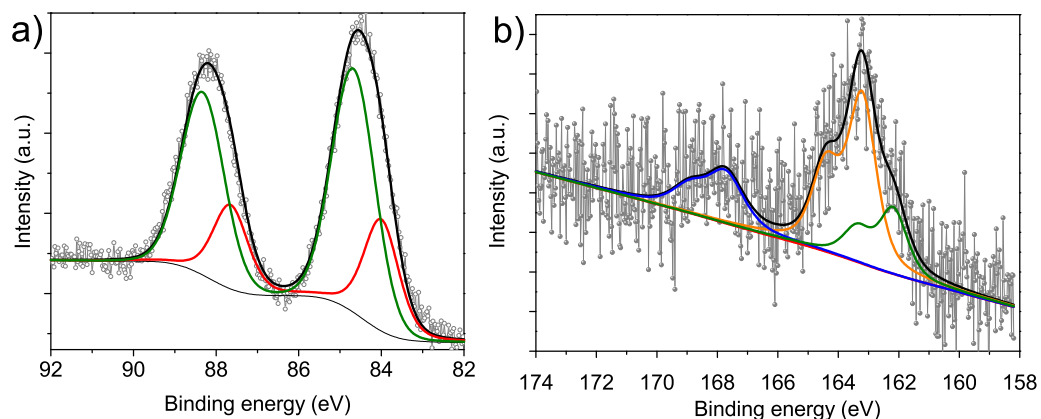 a)
Intensity (a.u.)
92 90 88 86 84 82
Binding energy (eV)
b)
Intensity (a.u.)
174 172 170 168 166 164 162 160 158
Binding energy (eV)